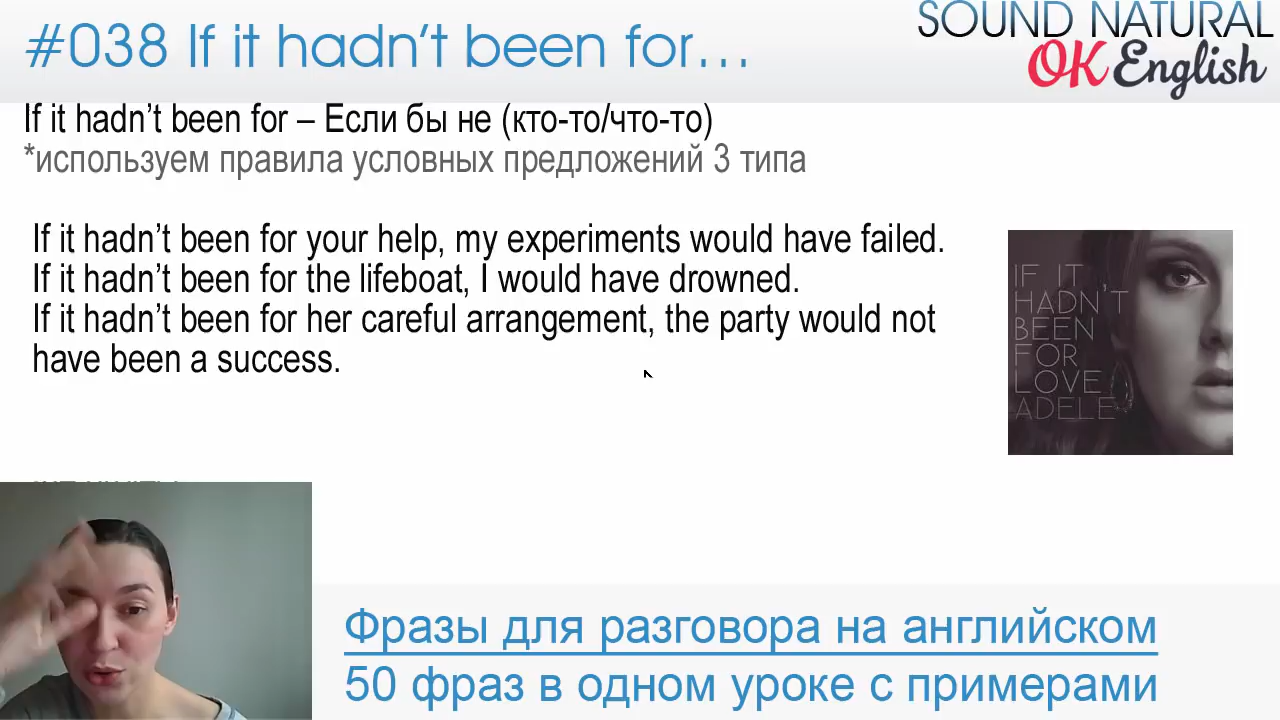 #038 If it hadn’t been for…
SOUND NATURAL
OK English
If it hadn’t been for – Если бы не (кто-то/что-то)
*используем правила условных предложений 3 типа
If it hadn’t been for your help, my experiments would have failed.
If it hadn’t been for the lifeboat, I would have drowned.
If it hadn’t been for her careful arrangement, the party would not
have been a success.
IF IT
HADN'T
BEEN
FOR
LOVE
ADELE
Фразы для разговора на английском
50 фраз в одном уроке с примерами